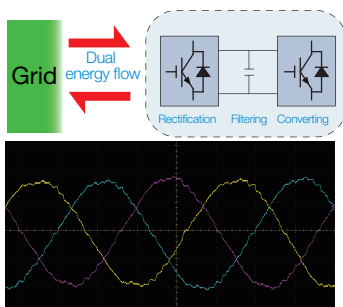 Grid
Dual
energy flow
Rectification
Filtering
Converting